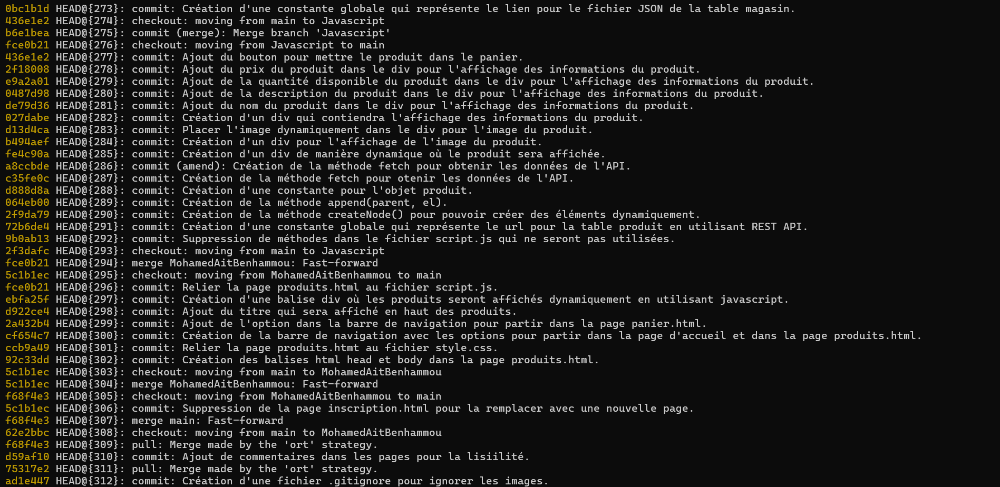 0bc1b1d HEAD@{273}: commit: Création d'une constante globale qui représente le lien pour le fichier JSON de la table magasin.
436e1e2 HEAD@{274}: checkout: moving from main to Javascript
b6e1bea HEAD@{275}: commit (merge): Merge branch 'Javascript'
fce0b21 HEAD@{276}: checkout: moving from Javascript to main
436e1e2 HEAD@{277}: commit: Ajout du bouton pour mettre le produit dans le panier.
2f18008 HEAD@{278}: commit: Ajout du prix du produit dans le div pour l'affichage des informations du produit.
e9a2a01 HEAD@{279}: commit: Ajout de la quantité disponible du produit dans le div pour l'affichage des informations du produit.
0487d98 HEAD@{280}: commit: Ajout de la description du produit dans le div pour l'affichage des informations du produit.
de79d36 HEAD@{281}: commit: Ajout du nom du produit dans le div pour l'affichage des informations du produit.
027dabe HEAD@{282}: commit: Création d'un div qui contiendra l'affichage des informations du produit.
d13d4ca HEAD@{283}: commit: Placer l'image dynamiquement dans le div pour l'image du produit.
b494aef HEAD@{284}: commit: Création d'un div pour l'affichage de l'image du produit.
fe4c90a HEAD@{285}: commit: Création d'un div de manière dynamique où le produit sera affichée.
a8ccbde HEAD@{286}: commit (amend): Création de la méthode fetch pour obtenir les données de l'API.
c35fe0c HEAD@{287}: commit: Création de la méthode fetch pour otenir les données de l'API.
d888d8a HEAD@{288}: commit: Création d'une constante pour l'objet produit.
064eb00 HEAD@{289}: commit: Création de la méthode append(parent, el).
2f9da79 HEAD@{290}: commit: Création de la méthode createNode() pour pouvoir créer des éléments dynamiquement.
72b6de4 HEAD@{291}: commit: Création d'une constante globale qui représente le url pour la table produit en utilisant REST API.
9b0ab13 HEAD@{292}: commit: Suppression de méthodes dans le fichier script.js qui ne seront pas utilisées.
2f3dafc HEAD@{293}: checkout: moving from main to Javascript
fce0b21 HEAD@{294}: merge MohamedAitBenhammou: Fast-forward
5c1b1ec HEAD@{295}: checkout: moving from MohamedAitBenhammou to main
fce0b21 HEAD@{296}: commit: Relier la page produits.html au fichier script.js.
ebfa25f HEAD@{297}: commit: Création d'une balise div où les produits seront affichés dynamiquement en utilisant javascript.
d922ce4 HEAD@{298}: commit: Ajout du titre qui sera affiché en haut des produits.
2a432b4 HEAD@{299}: commit: Ajout de l'option dans la barre de navigation pour partir dans la page panier.html.
cf654c7 HEAD@{300}: commit: Création de la barre de navigation avec les options pour partir dans la page d'accueil et dans la page produits.html.
ccb9a49 HEAD@{301}: commit: Relier la page produits.htmt au fichier style.css.
92c33dd HEAD@{302}: commit: Création des balises html head et body dans la page produits.html.
5c1b1ec HEAD@{303}: checkout: moving from main to MohamedAitBenhammou
5c1b1ec HEAD@{304}: merge MohamedAitBenhammou: Fast-forward
f68f4e3 HEAD@{305}: checkout: moving from MohamedAitBenhammou to main
5c1b1ec HEAD@{306}: commit: Suppression de la page inscription.html pour la remplacer avec une nouvelle page.
f68f4e3 HEAD@{307}: merge main: Fast-forward
62e2bbc HEAD@{308}: checkout: moving from main to MohamedAitBenhammou
f68f4e3 HEAD@{309}: pull: Merge made by the 'ort' strategy.
d59af10 HEAD@{310}: commit: Ajout de commentaires dans les pages pour la lisiilité.
75317e2 HEAD@{311}: pull: Merge made by the 'ort' strategy.
ad1e447 HEAD@{312}: commit: Création d'une fichier .gitignore pour ignorer les images.